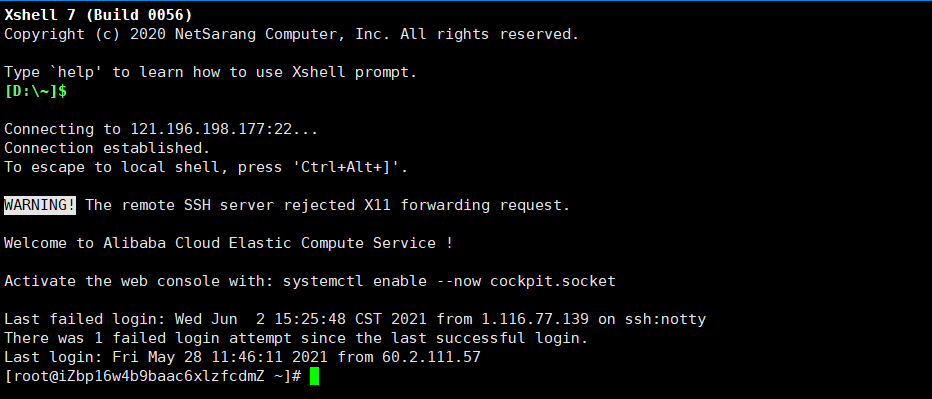 Xshell 7 (Build 0056)
Copyright (c) 2020 NetSarang Computer, Inc. All rights reserved.
Type `help' to learn how to use Xshell prompt.
[D:\~]$
Connecting to 121.196.198.177:22...
Connection established.
To escape to local shell, press 'Ctrl+Alt+]'.
WARNING! The remote SSH server rejected X11 forwarding request.
Welcome to Alibaba Cloud Elastic Compute Service !
Activate the web console with: systemctl enable --now cockpit.socket
Last failed login: Wed Jun  2 15:25:48 CST 2021 from 1.116.77.139 on ssh:notty
There was 1 failed login attempt since the last successful login.
Last login: Fri May 28 11:46:11 2021 from 60.2.111.57
[root@iZbp16w4b9baac6xlzfcdmZ ~]#